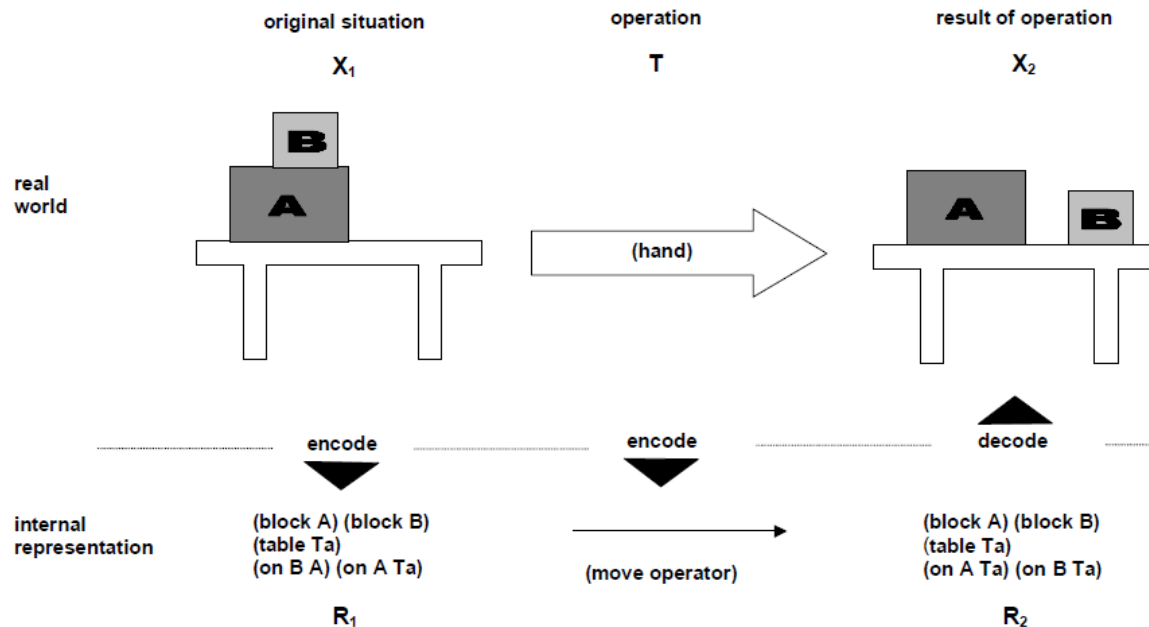 original situation
operation
result of operation
X₁
T
X₂
B
A
real
world
(hand)
A
B
encode
encode
decode
internal
representation
(block A) (block B)
(table Ta)
(on B A) (on A Ta)
(move operator)
(block A) (block B)
(table Ta)
(on A Ta) (on B Ta)
R₁
R₂